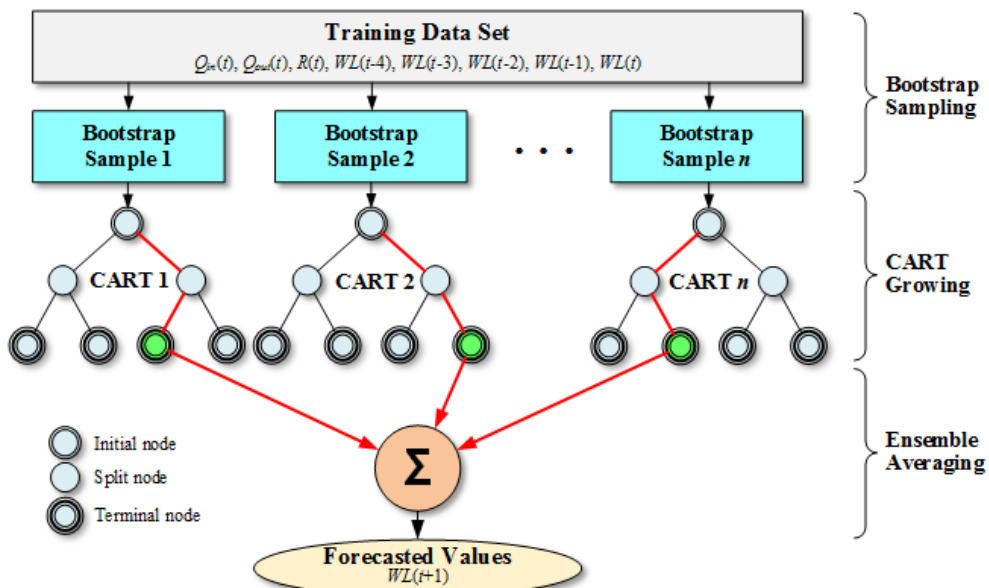 Training Data Set
Q_in(t), Q_out(t), R(t), WL(t-4), WL(t-3), WL(t-2), WL(t-1), WL(t)
Bootstrap
Sampling
Bootstrap
Sample 1
Bootstrap
Sample 2
. . .
Bootstrap
Sample n
CART 1
CART 2
CART n
CART
Growing
Initial node
Split node
Terminal node
Σ
Ensemble
Averaging
Forecasted Values
WL(t+1)